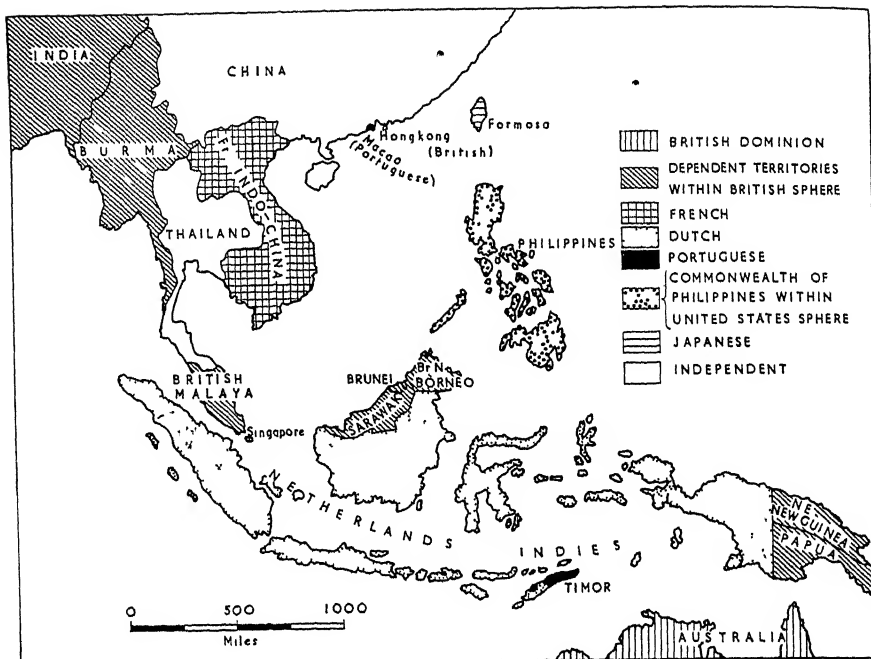 INDIA
CHINA
BURMA
Formosa
Hongkong
(British)
Macao
(Portuguese)
FR. INDO-CHINA
THAILAND
PHILIPPINES
BRITISH DOMINION
DEPENDENT TERRITORIES
WITHIN BRITISH SPHERE
FRENCH
DUTCH
PORTUGUESE
COMMONWEALTH OF
PHILIPPINES WITHIN
UNITED STATES SPHERE
JAPANESE
INDEPENDENT
BRITISH
MALAYA
Singapore
BRUNEI
Br N.
BORNEO
SARAWAK
NETHERLANDS INDIES
N.E.
NEW GUINEA
PAPUA
TIMOR
AUSTRALIA
0 500 1000
Miles